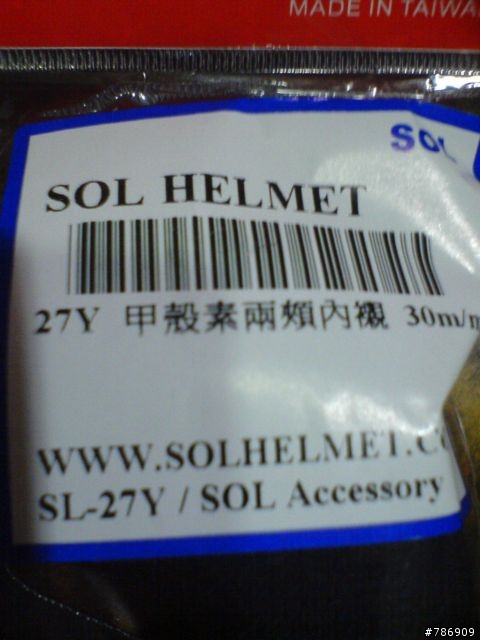 MADE IN TAIWA
SOL
SOL HELMET
27Y 甲殼素兩頰內襯 30m/m
WWW.SOLHELMET.C
SL-27Y / SOL Accessory
#786909